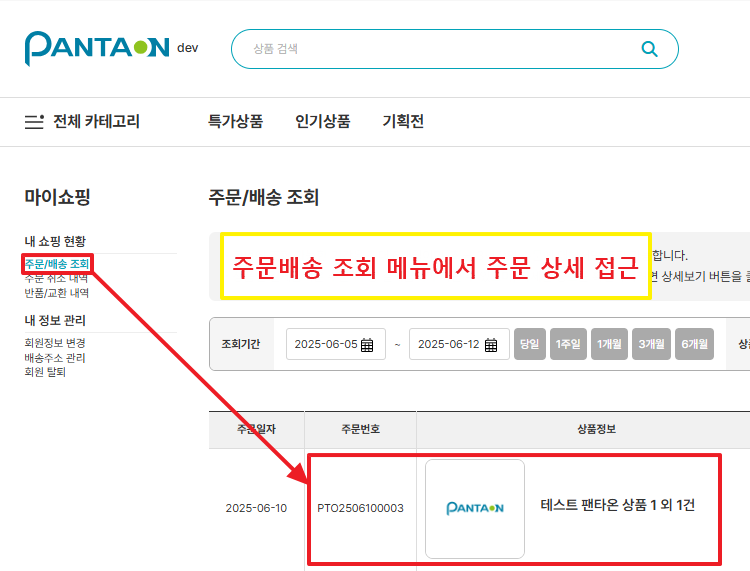 PANTAON dev
상품 검색
전체 카테고리 특가상품 인기상품 기획전
마이쇼핑
내 쇼핑 현황
주문/배송 조회
주문 취소 내역
반품/교환 내역
내 정보 관리
회원정보 변경
배송주소 관리
회원 탈퇴
주문/배송 조회
합니다.
주문배송 조회 메뉴에서 주문 상세 접근
면 상세보기 버튼을
조회기간 2025-06-05 ~ 2025-06-12 당일 1주일 1개월 3개월 6개월
주문일자 주문번호 상품정보
2025-06-10 PTO2506100003 PANTAON 테스트 팬타온 상품 1 외 1건